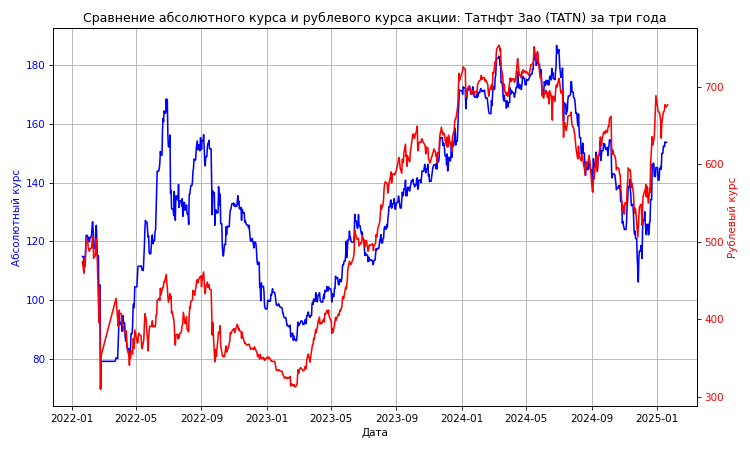 Сравнение абсолютного курса и рублевого курса акции: Татнфт 3ао (TATN) за три года
Абсолютный курс
180
160
140
120
100
80
Рублевый курс
700
600
500
400
300
2022-01 2022-05 2022-09 2023-01 2023-05 2023-09 2024-01 2024-05 2024-09 2025-01
Дата